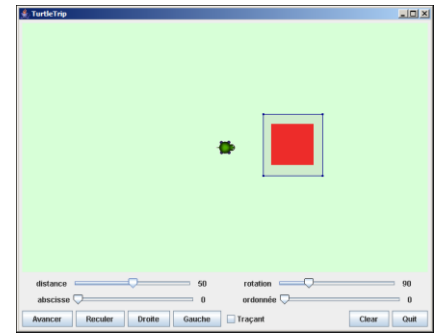 TurtleTrip
distance 50 rotation 90
abscisse 0 ordonnée 0
Avancer Reculer Droite Gauche Traçant Clear Quit